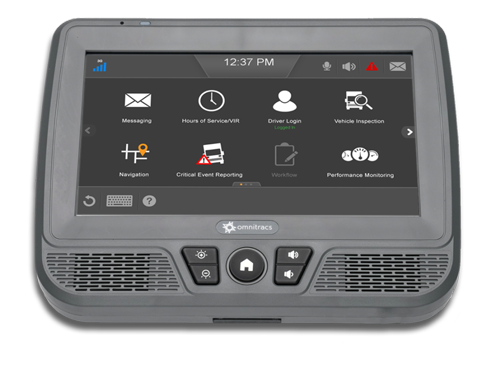 12:37 PM
Messaging
Hours of Service/VIR
Driver Login
Vehicle Inspection
Navigation
Critical Event Reporting
Workflow
Performance Monitoring
?
omnitracs